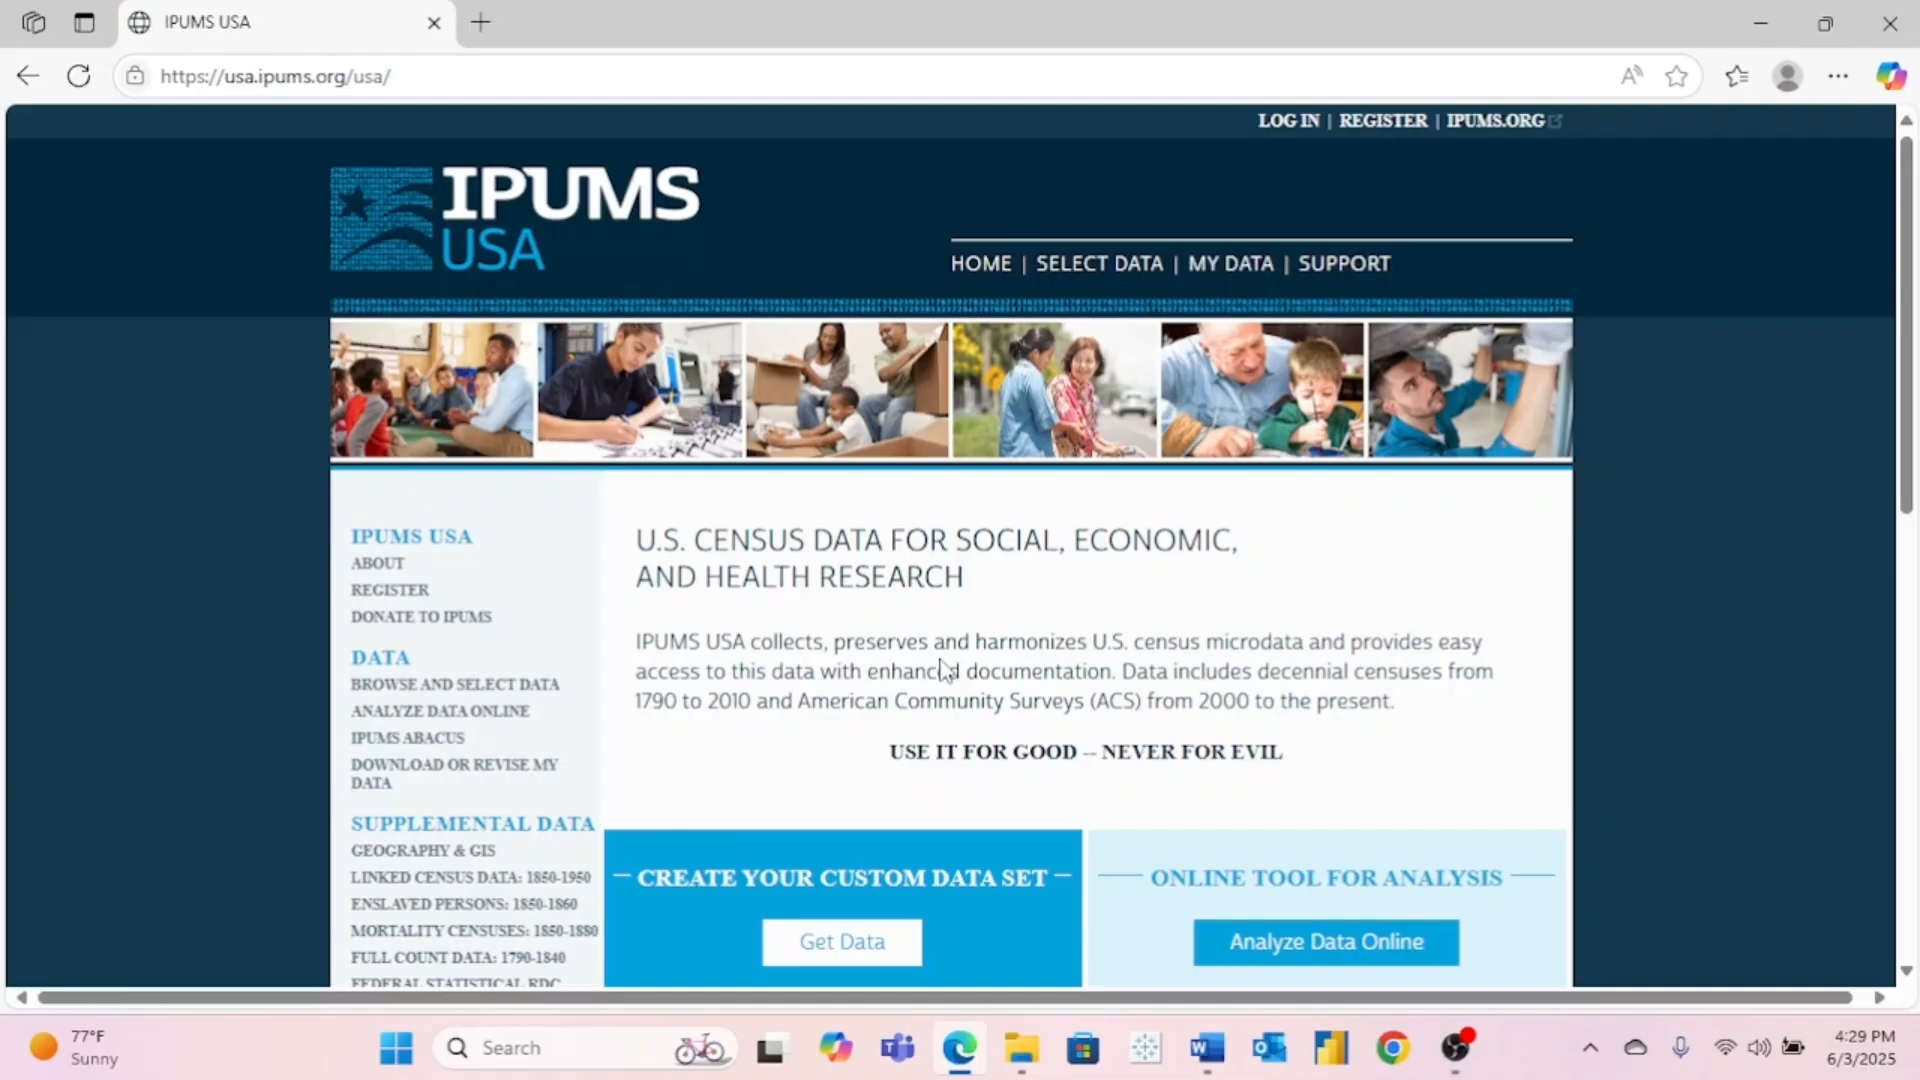 IPUMS USA
https://usa.ipums.org/usa/
LOG IN | REGISTER | IPUMS.ORG
IPUMS
USA
HOME | SELECT DATA | MY DATA | SUPPORT
IPUMS USA
ABOUT
REGISTER
DONATE TO IPUMS
DATA
BROWSE AND SELECT DATA
ANALYZE DATA ONLINE
IPUMS ABACUS
DOWNLOAD OR REVISE MY
DATA
SUPPLEMENTAL DATA
GEOGRAPHY & GIS
LINKED CENSUS DATA: 1850-1950
ENSLAVED PERSONS: 1850-1860
MORTALITY CENSUSES: 1850-1880
FULL COUNT DATA: 1790-1840
FEDERAL STATISTICAL RDC
U.S. CENSUS DATA FOR SOCIAL, ECONOMIC,
AND HEALTH RESEARCH
IPUMS USA collects, preserves and harmonizes U.S. census microdata and provides easy
access to this data with enhanced documentation. Data includes decennial censuses from
1790 to 2010 and American Community Surveys (ACS) from 2000 to the present.
USE IT FOR GOOD -- NEVER FOR EVIL
CREATE YOUR CUSTOM DATA SET
Get Data
ONLINE TOOL FOR ANALYSIS
Analyze Data Online
77°F
Sunny
Search
4:29 PM
6/3/2025